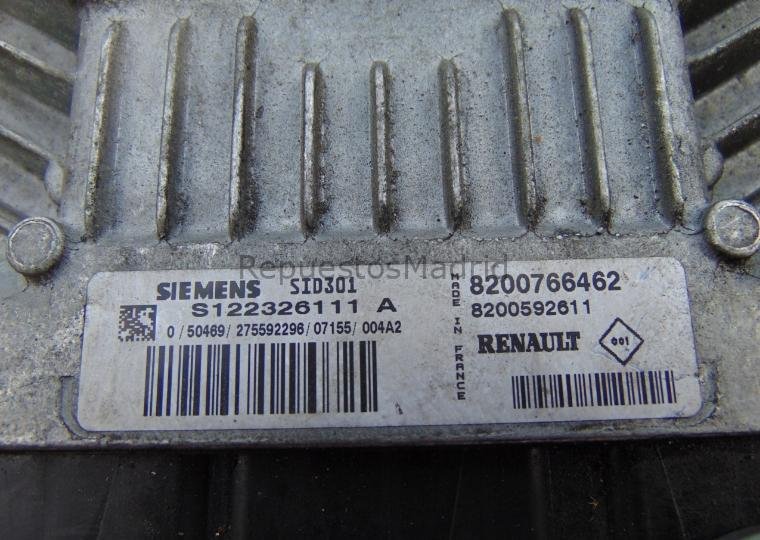 RepuestosMadrid
SIEMENS SID301
S122326111 A
0 / 50469 / 275592296 / 07155 / 004A2
MADE IN FRANCE
8200766462
8200592611
RENAULT 001